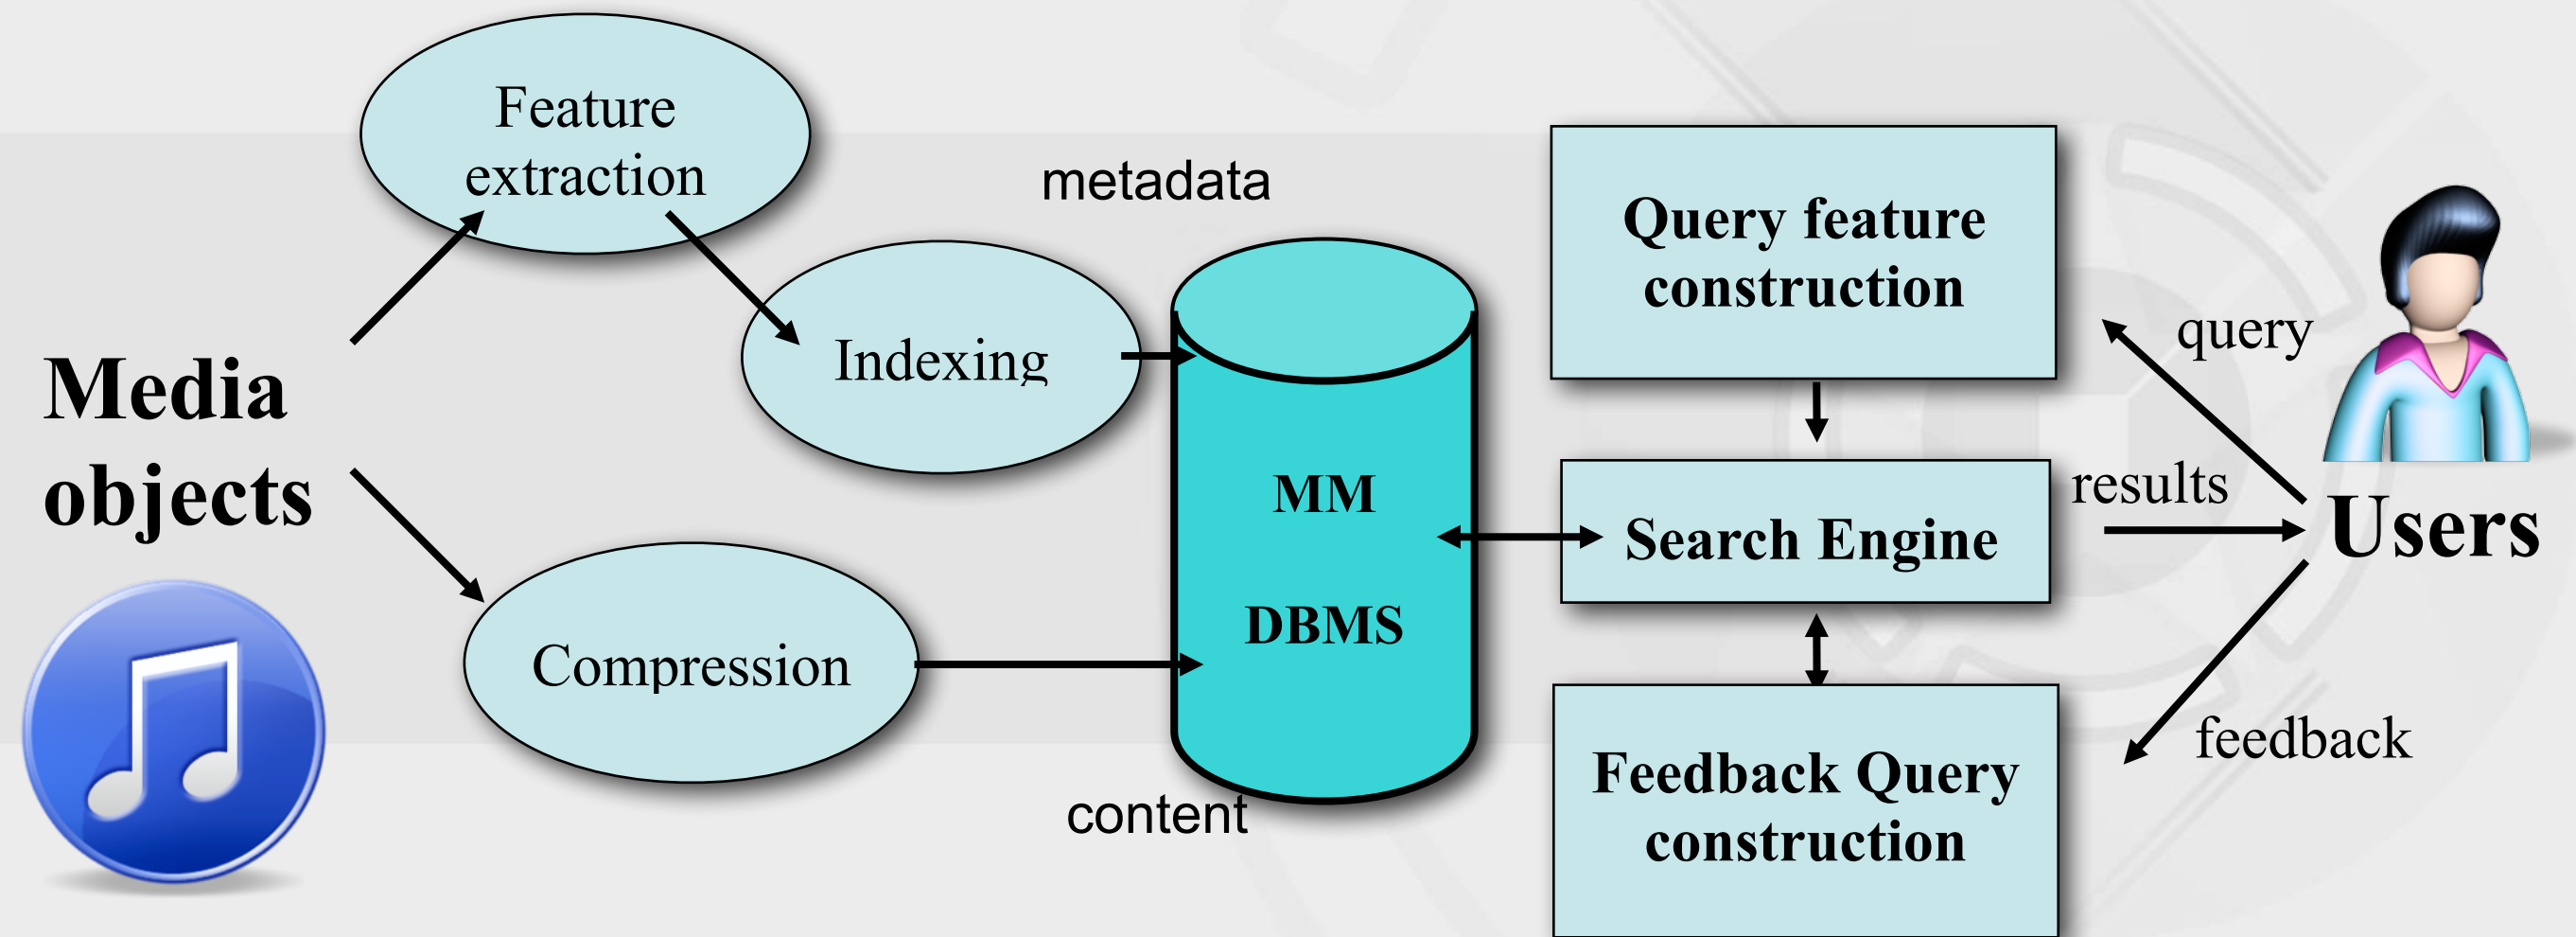 Feature
extraction
metadata
Indexing
Media
objects
Compression
content
MM
DBMS
Query feature
construction
Search Engine
Feedback Query
construction
query
results
Users
feedback